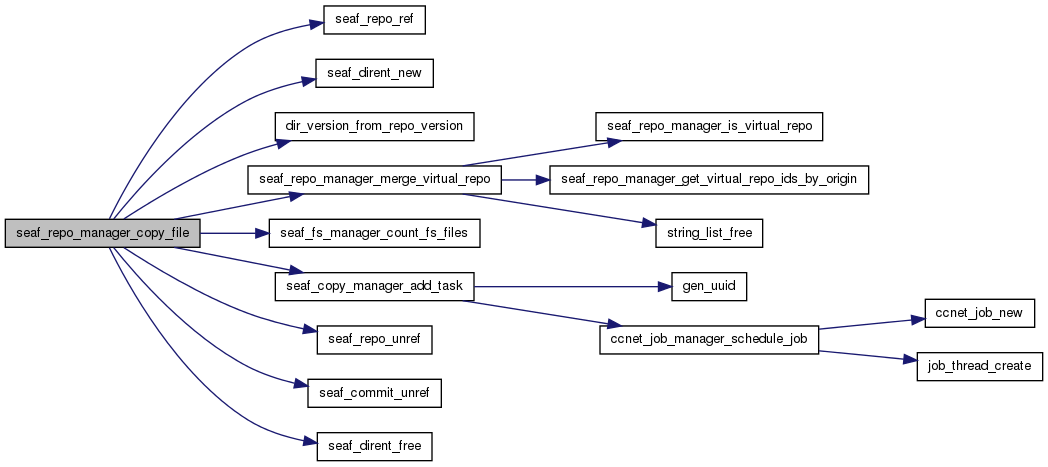 seaf_repo_ref
seaf_dirent_new
dir_version_from_repo_version
seaf_repo_manager_is_virtual_repo
seaf_repo_manager_merge_virtual_repo
seaf_repo_manager_get_virtual_repo_ids_by_origin
seaf_repo_manager_copy_file
seaf_fs_manager_count_fs_files
string_list_free
seaf_copy_manager_add_task
gen_uuid
ccnet_job_new
seaf_repo_unref
ccnet_job_manager_schedule_job
job_thread_create
seaf_commit_unref
seaf_dirent_free